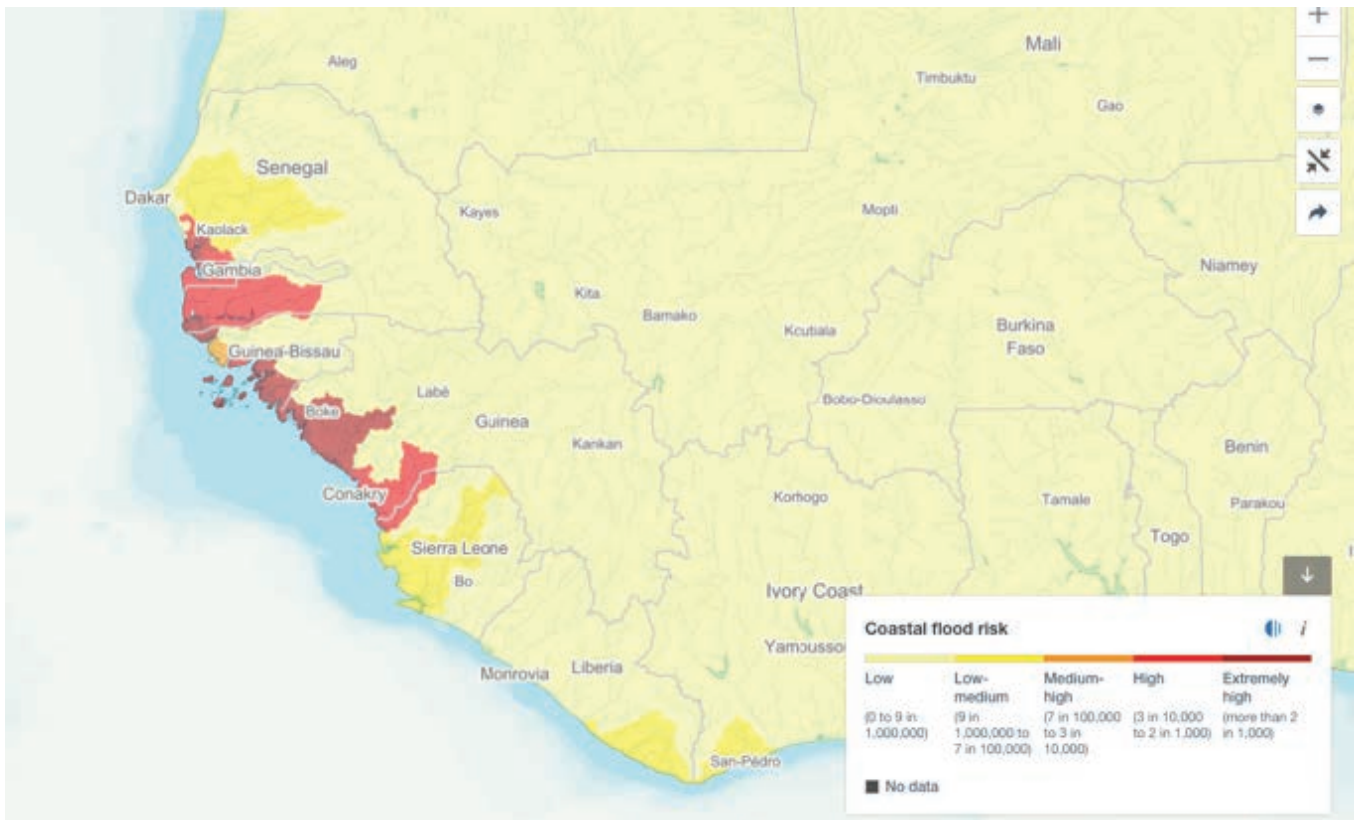 Mali
Aleg
Timbuktu
Gao
Senegal
Dakar
Kayes
Mopti
Kaolack
Gambia
Niamey
Kita
Bamako
Kcutiala
Burkina
Faso
Guinea-Bissau
Labé
Boke
Bobo-Dioulasso
Guinea
Kankan
Benin
Conakry
Korhogo
Tamale
Parakou
Togo
Sierra Leone
Bo
Ivory Coast
Coastal flood risk
i
Yamousso
Monrovia
Liberia
San-Pédro
Low
(0 to 9 in
1,000,000)
Low-
medium
(9 in
1,000,000 to
7 in 100,000)
Medium-
high
(7 in 100,000
to 3 in
10,000)
High
(3 in 10,000
to 2 in 1,000)
Extremely
high
(more than 2
in 1,000)
No data